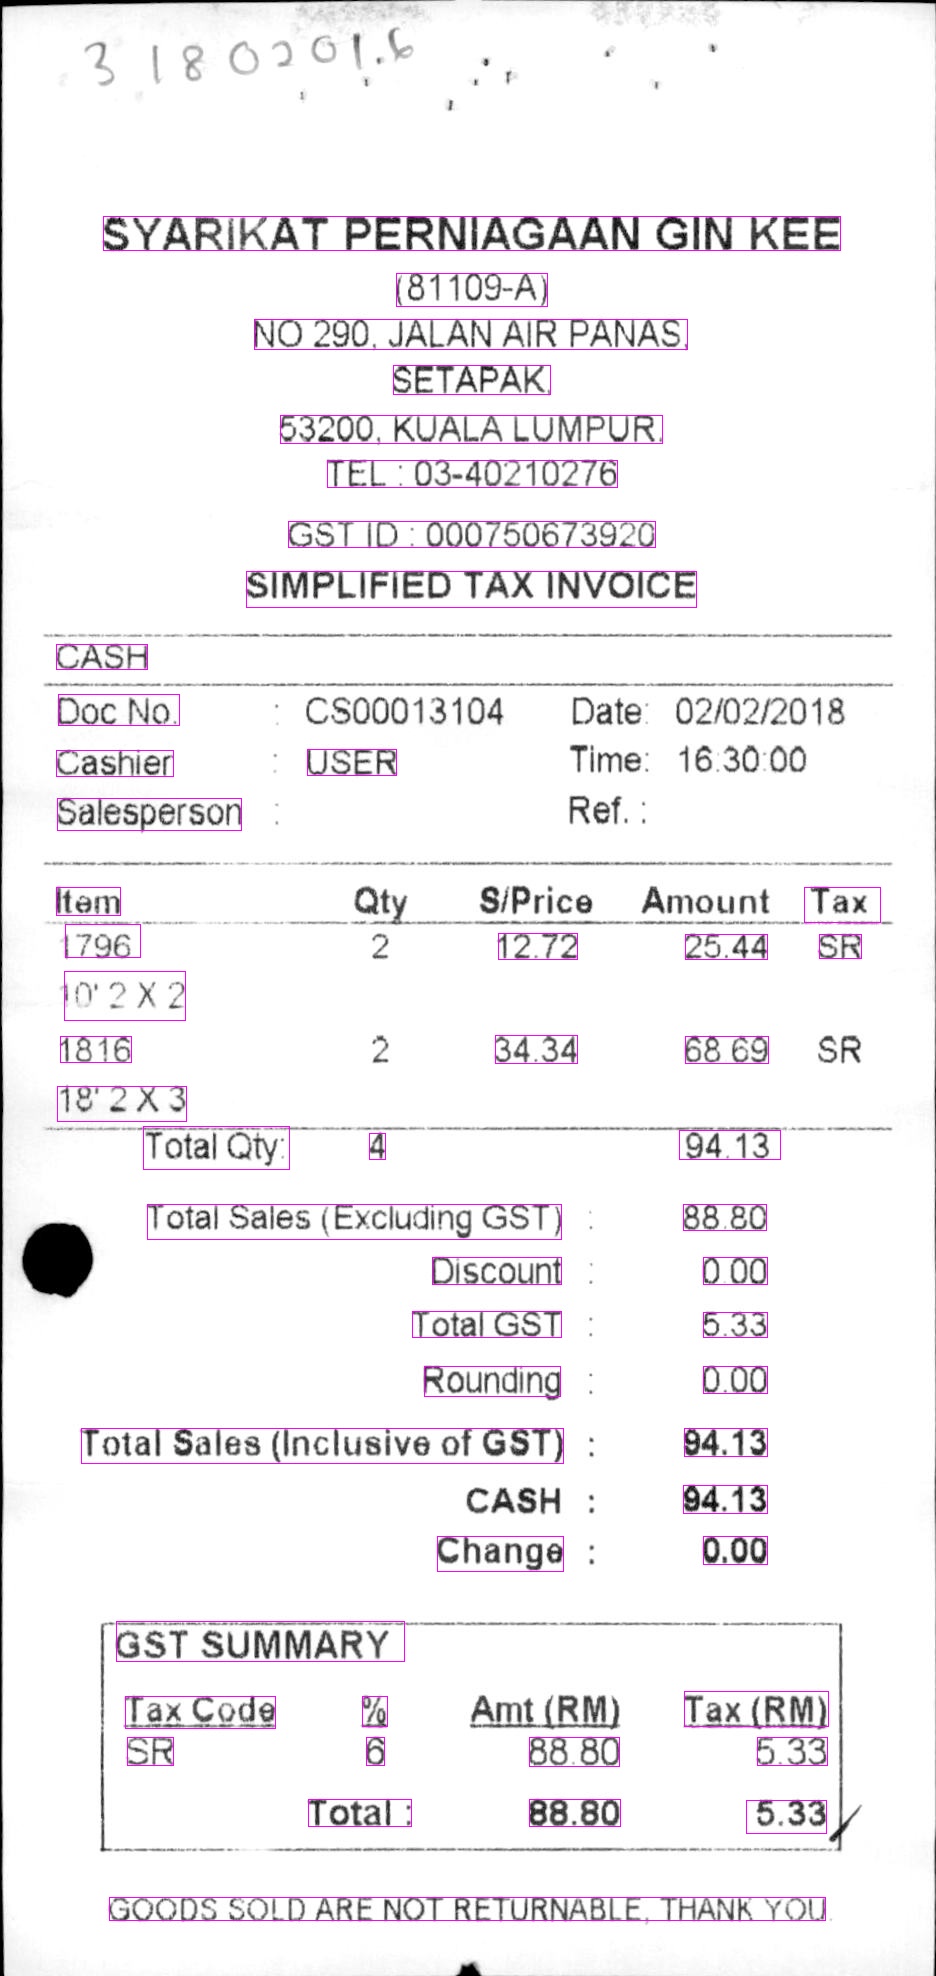 3 180201.6
SYARIKAT PERNIAGAAN GIN KEE
(81109-A)
NO 290, JALAN AIR PANAS,
SETAPAK,
53200, KUALA LUMPUR.
TEL : 03-40210276
GST ID : 000750673920
SIMPLIFIED TAX INVOICE
CASH
Doc No. : CS00013104 Date: 02/02/2018
Cashier : USER Time: 16:30:00
Salesperson : Ref. :
Item Qty S/Price Amount Tax
1796 2 12.72 25.44 SR
10' 2 X 2
1816 2 34.34 68.69 SR
18' 2 X 3
Total Qty: 4 94.13
Total Sales (Excluding GST) : 88.80
Discount : 0.00
Total GST : 5.33
Rounding : 0.00
Total Sales (Inclusive of GST) : 94.13
CASH : 94.13
Change : 0.00
GST SUMMARY
Tax Code % Amt (RM) Tax (RM)
SR 6 88.80 5.33
Total : 88.80 5.33
GOODS SOLD ARE NOT RETURNABLE, THANK YOU.